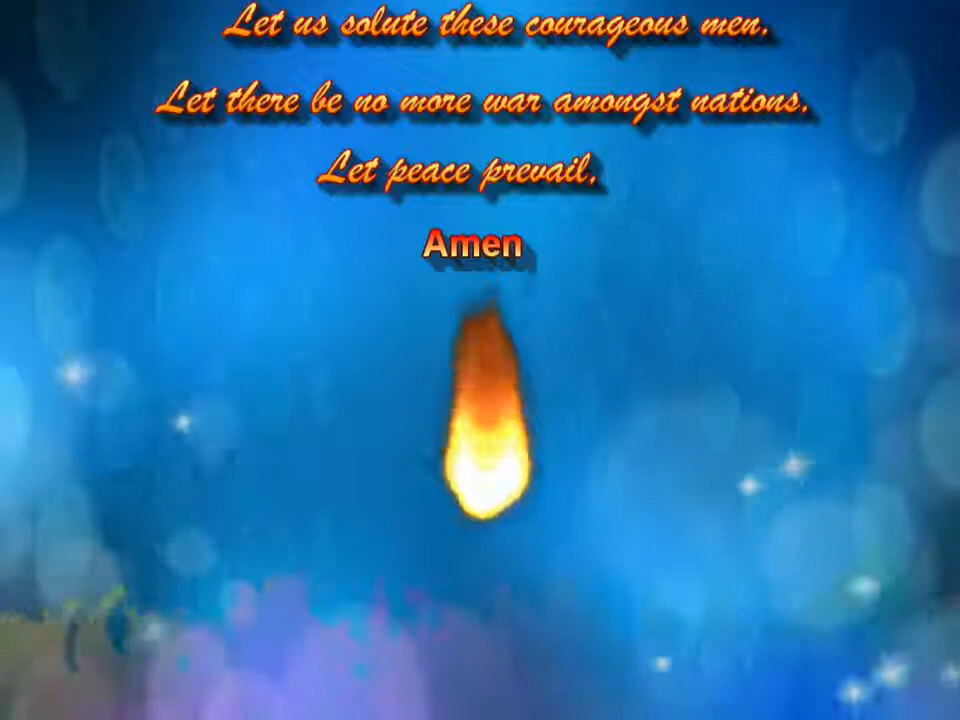 Let us solute these courageous men.
Let there be no more war amongst nations.
Let peace prevail,
Amen